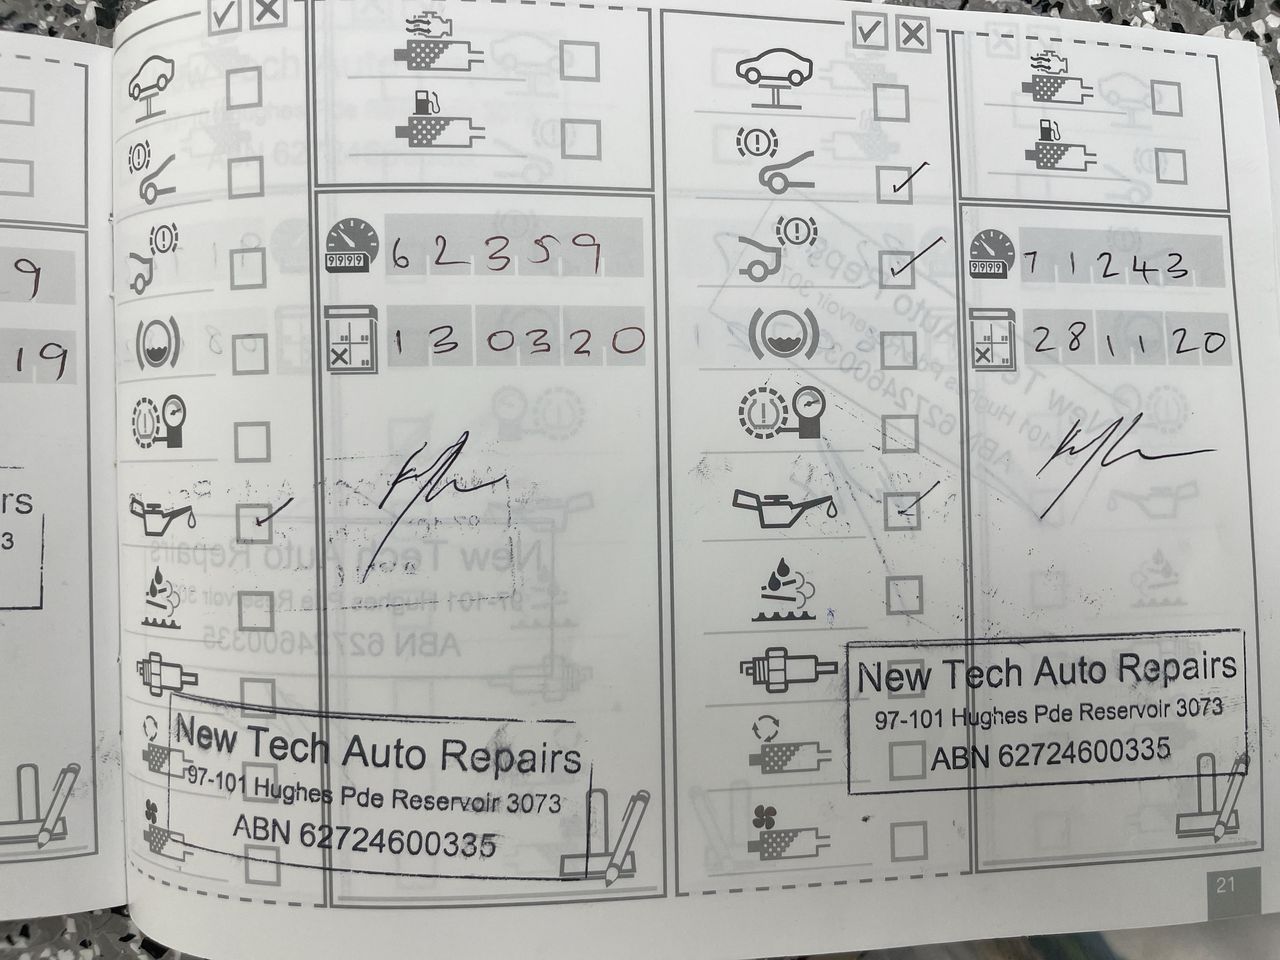 9
19
rs
3
62359
130320
New Tech Auto Repairs
97-101 Hughes Pde Reservoir 3073
ABN 62724600335
71243
281120
New Tech Auto Repairs
97-101 Hughes Pde Reservoir 3073
ABN 62724600335
21